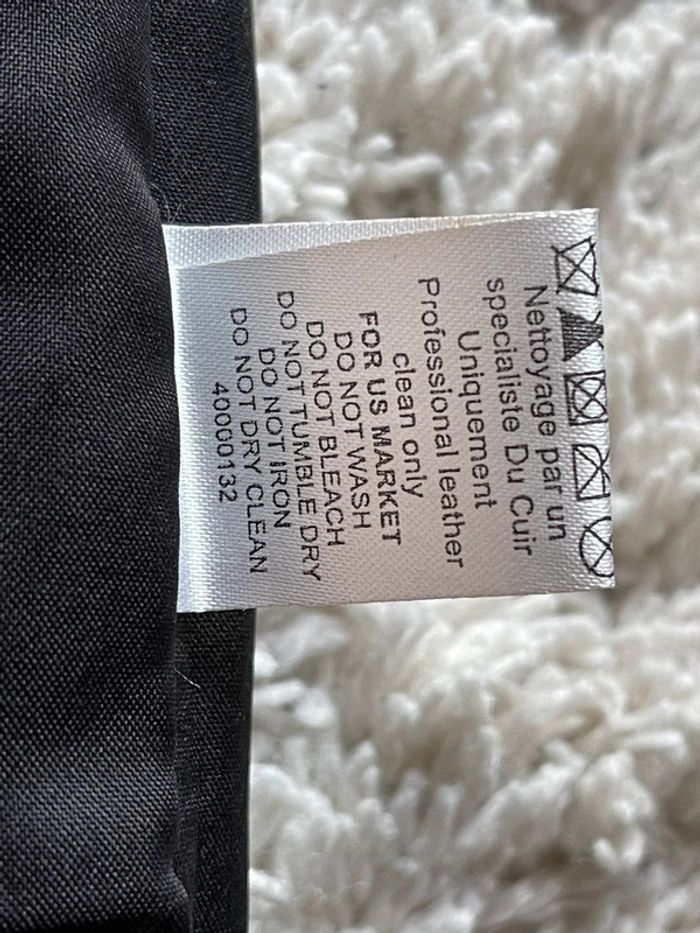 Nettoyage par un
specialiste Du Cuir
Uniquement
Professional leather
clean only
FOR US MARKET
DO NOT WASH
DO NOT BLEACH
DO NOT TUMBLE DRY
DO NOT IRON
DO NOT DRY CLEAN
40000132